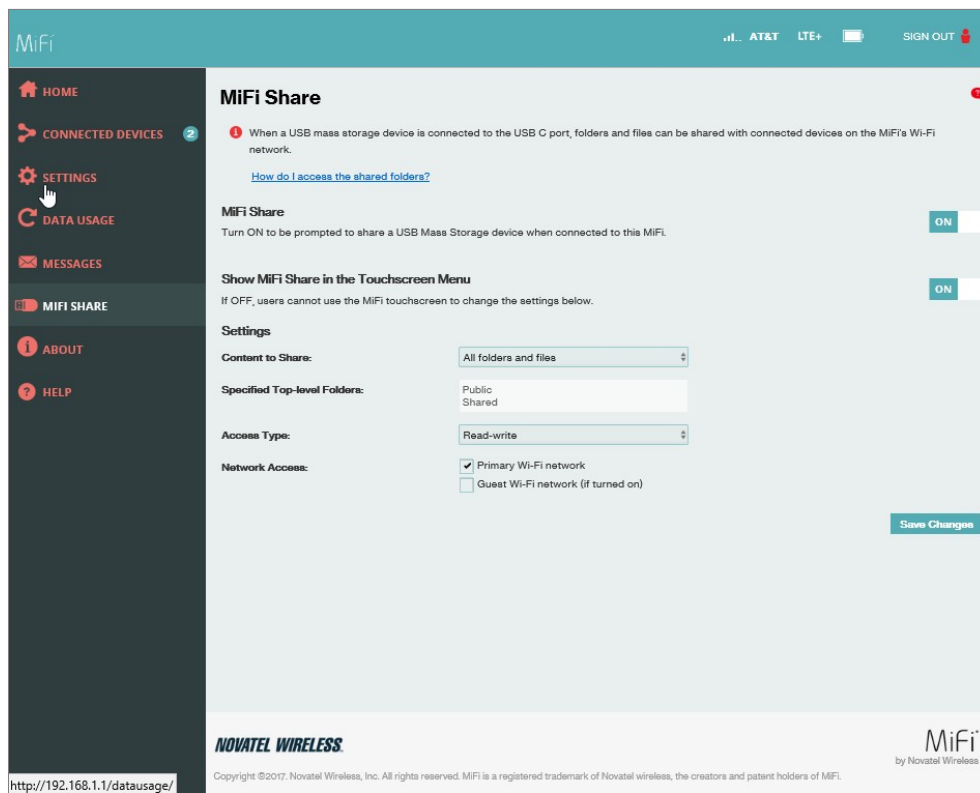 MiFi
AT&T LTE+ SIGN OUT
HOME
CONNECTED DEVICES 2
SETTINGS
DATA USAGE
MESSAGES
MIFI SHARE
ABOUT
HELP
MiFi Share
When a USB mass storage device is connected to the USB C port, folders and files can be shared with connected devices on the MiFi's Wi-Fi
network.
How do I access the shared folders?
MiFi Share
ON
Turn ON to be prompted to share a USB Mass Storage device when connected to this MiFi.
Show MiFi Share in the Touchscreen Menu
ON
If OFF, users cannot use the MiFi touchscreen to change the settings below.
Settings
Content to Share: All folders and files
Specified Top-level Folders: Public
Shared
Access Type: Read-write
Network Access: Primary Wi-Fi network
Guest Wi-Fi network (if turned on)
Save Changes
NOVATEL WIRELESS.
MiFi
by Novatel Wireless
Copyright ©2017. Novatel Wireless, Inc. All rights reserved. MiFi is a registered trademark of Novatel wireless, the creators and patent holders of MiFi.
http://192.168.1.1/datausage/